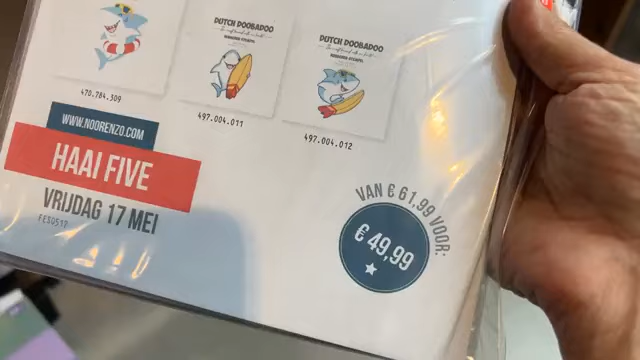 DUTCH DOOBADOO
DUTCH DOOBADOO
470.784.309
497.004.011
497.004.012
WWW.NOORENZO.COM
HAAI FIVE
VRIJDAG 17 MEI
FES0517
VAN € 61,99 VOOR:
€ 49,99